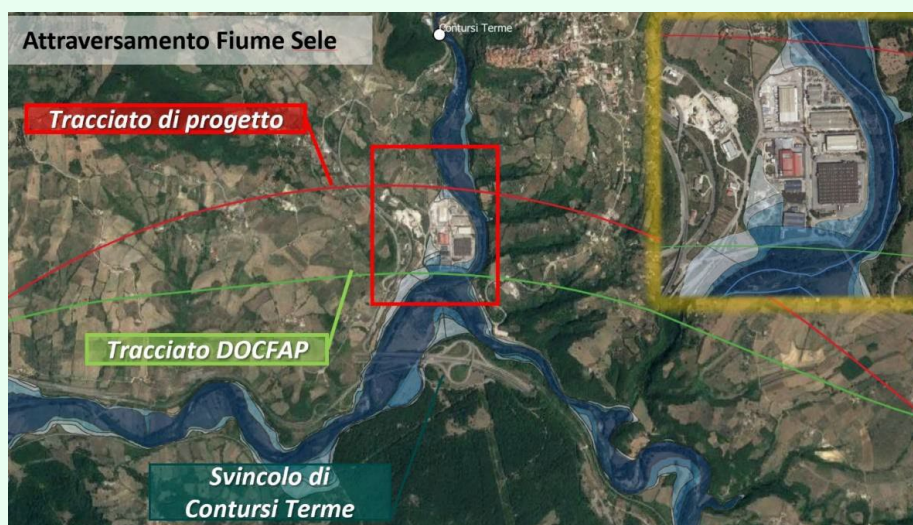 Attraversamento Fiume Sele
Contursi Terme
Tracciato di progetto
Tracciato DOCFAP
Svincolo di
Contursi Terme